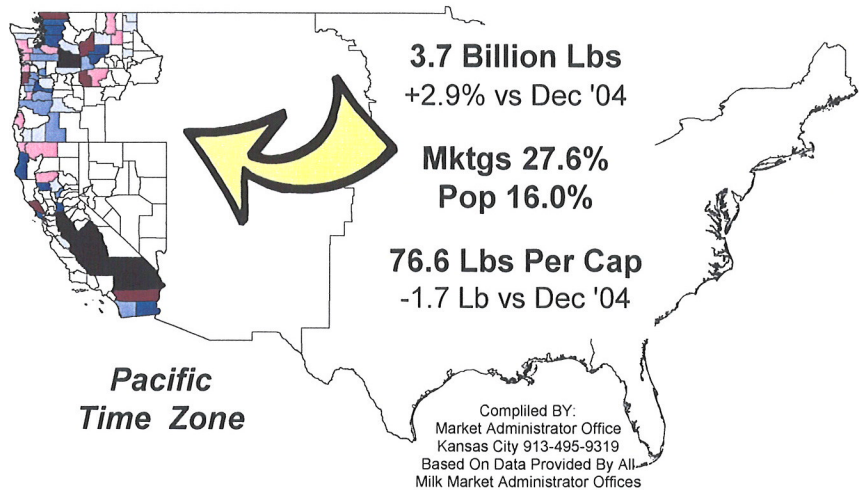 3.7 Billion Lbs
+2.9% vs Dec '04
Mktgs 27.6%
Pop 16.0%
76.6 Lbs Per Cap
-1.7 Lb vs Dec '04
Pacific
Time Zone
Compliled BY:
Market Administrator Office
Kansas City 913-495-9319
Based On Data Provided By All
Milk Market Administrator Offices